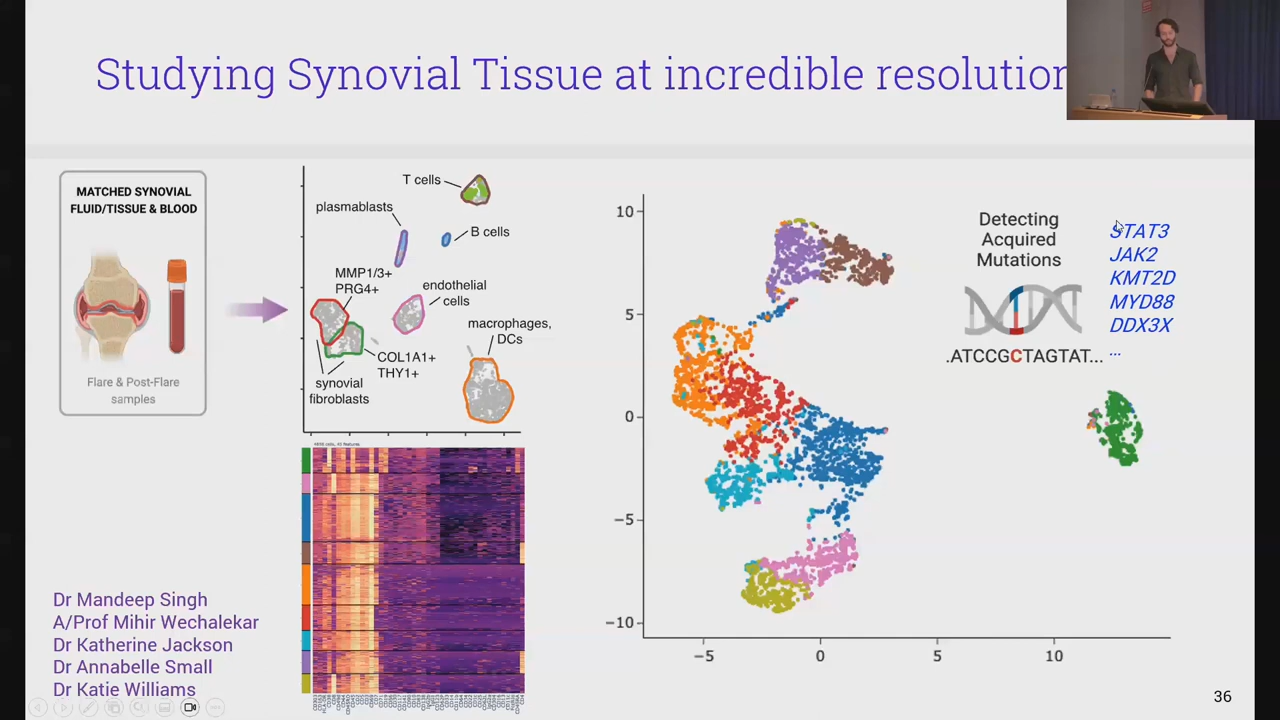 Studying Synovial Tissue at incredible resolution
MATCHED SYNOVIAL
FLUID/TISSUE & BLOOD
Flare & Post-Flare
samples
T cells
plasmablasts
B cells
MMP1/3+
PRG4+
endothelial
cells
macrophages,
DCs
COL1A1+
THY1+
synovial
fibroblasts
10
5
0
−5
−10
−5
0
5
10
Detecting
Acquired
Mutations
.ATCCGCTAGTAT...
STAT3
JAK2
KMT2D
MYD88
DDX3X
...
Dr Mandeep Singh
A/Prof Mihir Wechalekar
Dr Katherine Jackson
Dr Annabelle Small
Dr Katie Williams
36